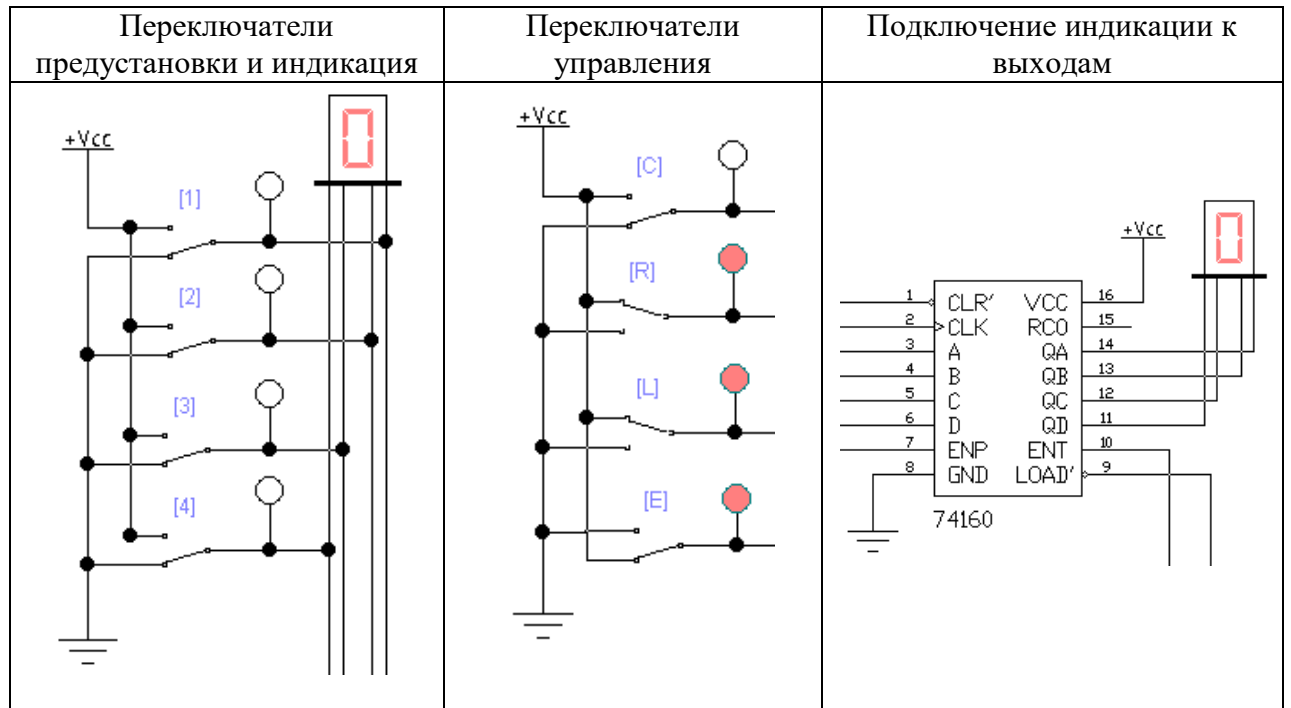 Переключатели
предустановки и индикация
Переключатели
управления
Подключение индикации к
выходам
+Vcc
0
[1]
[2]
[3]
[4]
+Vcc
[C]
[R]
[L]
[E]
+Vcc
0
1 CLR' VCC 16
2 CLK RCO 15
3 A QA 14
4 B QB 13
5 C QC 12
6 D QD 11
7 ENP ENT 10
8 GND LOAD' 9
74160